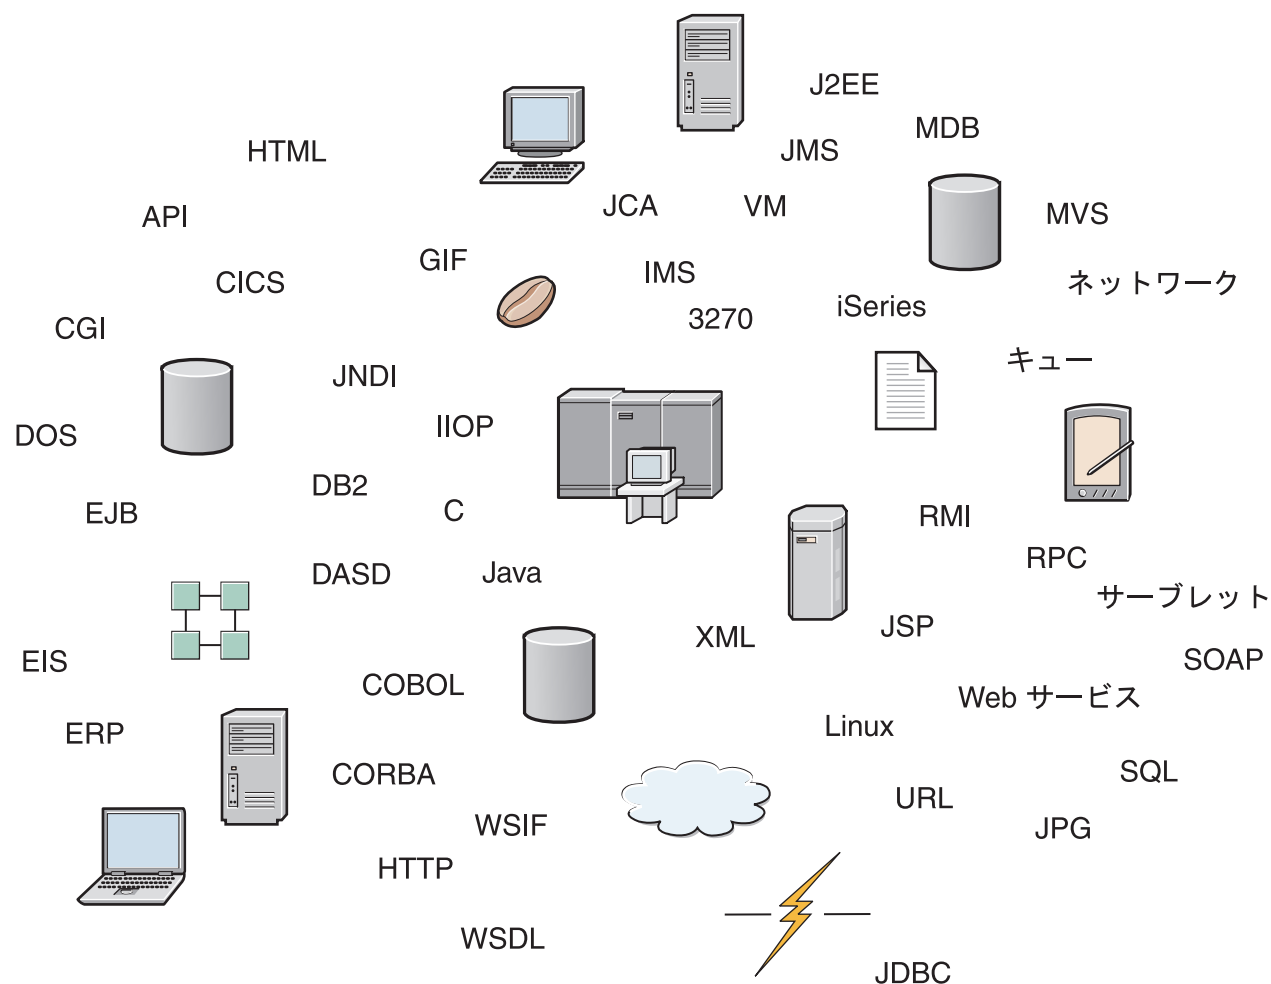 J2EE
MDB
HTML
JMS
JCA
VM
API
MVS
GIF
IMS
CICS
ネットワーク
3270
iSeries
CGI
キュー
JNDI
IIOP
DOS
DB2
C
EJB
RMI
RPC
DASD
Java
サーブレット
XML
JSP
EIS
SOAP
COBOL
Web サービス
ERP
Linux
CORBA
SQL
URL
WSIF
JPG
HTTP
WSDL
JDBC